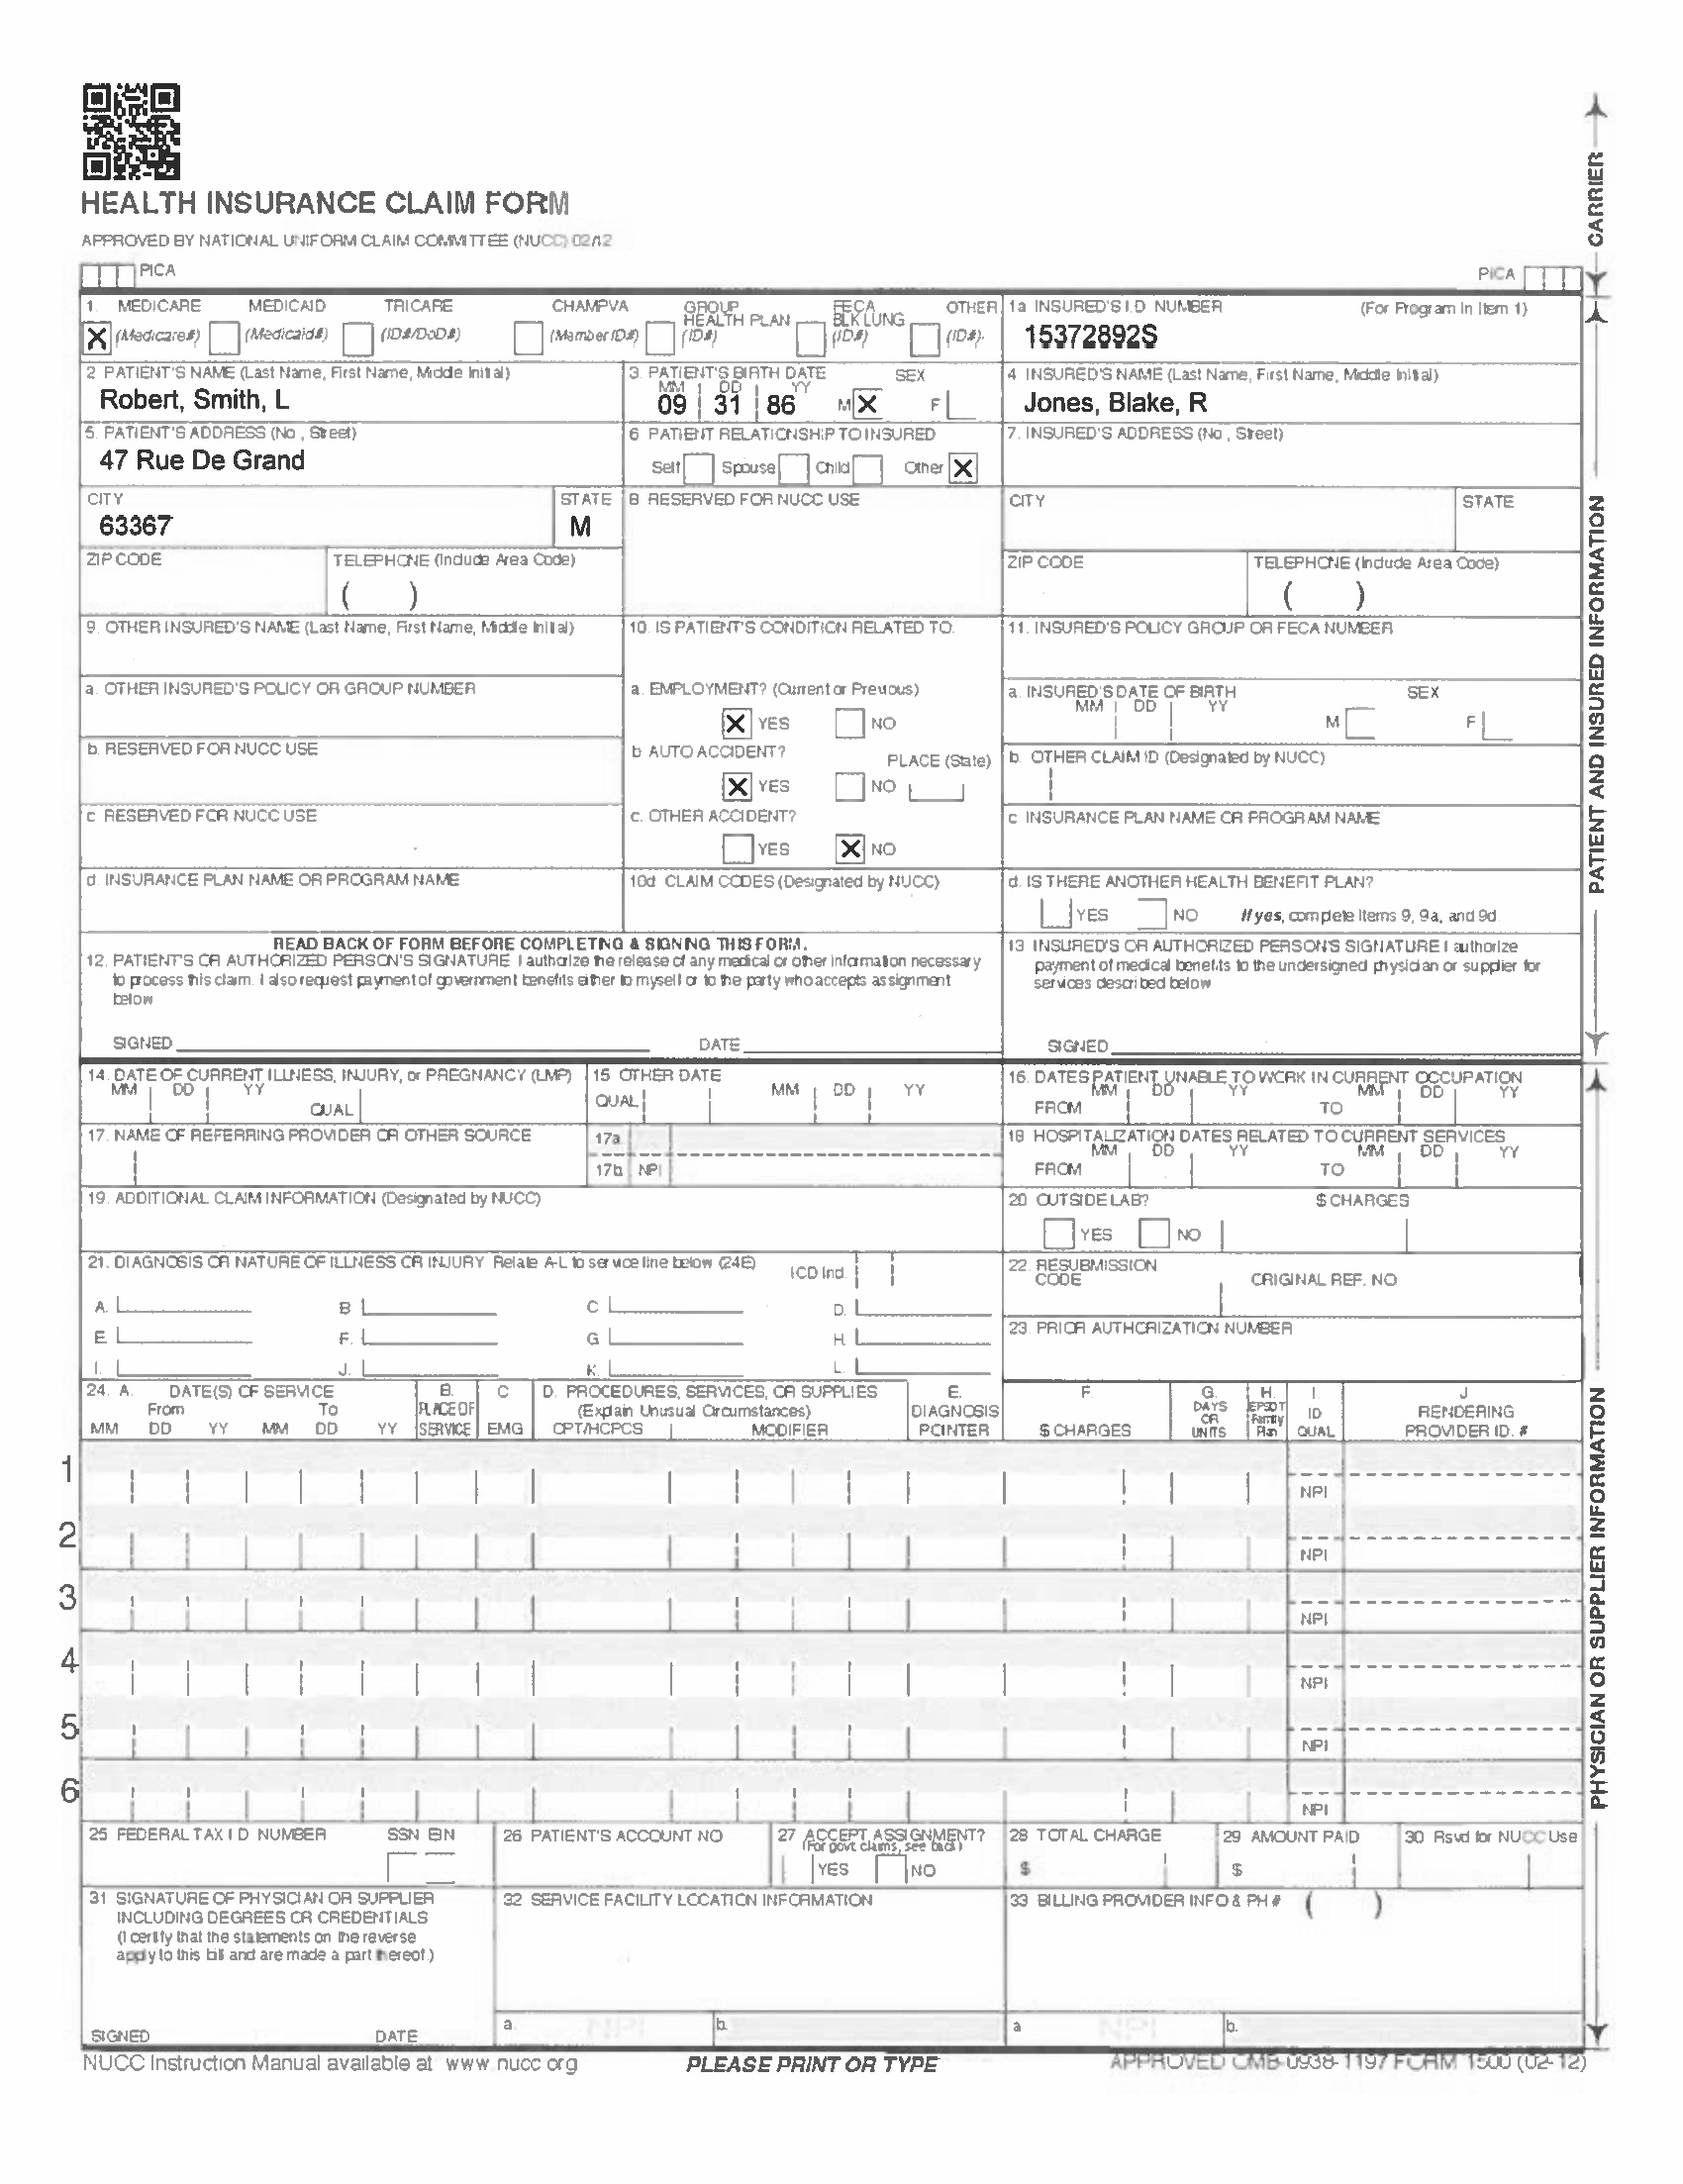 HEALTH INSURANCE CLAIM FORM
APPROVED BY NATIONAL UNIFORM CLAIM COMMITTEE (NUCC) 02/12
PICA PICA
CARRIER
1. MEDICARE MEDICAID TRICARE CHAMPVA GROUP HEALTH PLAN FECA BLK LUNG OTHER
X (Medicare#) (Medicaid#) (ID#/DoD#) (Member ID#) (ID#) (ID#) (ID#)
1a INSURED'S I.D NUMBER (For Program in Item 1)
15372892S
2 PATIENT'S NAME (Last Name, First Name, Middle Initial)
Robert, Smith, L
3. PATIENT'S BIRTH DATE SEX
MM DD YY
09 31 86 M X F
4 INSURED'S NAME (Last Name, First Name, Middle Initial)
Jones, Blake, R
5. PATIENT'S ADDRESS (No, Street)
47 Rue De Grand
6 PATIENT RELATIONSHIP TO INSURED
Self Spouse Child Other X
7. INSURED'S ADDRESS (No, Street)
CITY STATE
63367 M
8 RESERVED FOR NUCC USE
CITY STATE
ZIP CODE TELEPHONE (Include Area Code)
( )
ZIP CODE TELEPHONE (Include Area Code)
( )
9. OTHER INSURED'S NAME (Last Name, First Name, Middle Initial)
10. IS PATIENT'S CONDITION RELATED TO:
11. INSURED'S POLICY GROUP OR FECA NUMBER
a. OTHER INSURED'S POLICY OR GROUP NUMBER
a. EMPLOYMENT? (Current or Previous)
X YES NO
a. INSURED'S DATE OF BIRTH SEX
MM DD YY M F
b. RESERVED FOR NUCC USE
b AUTO ACCIDENT? PLACE (State)
X YES NO
b. OTHER CLAIM ID (Designated by NUCC)
c RESERVED FOR NUCC USE
c. OTHER ACCIDENT?
YES X NO
c INSURANCE PLAN NAME OR PROGRAM NAME
d. INSURANCE PLAN NAME OR PROGRAM NAME
10d CLAIM CODES (Designated by NUCC)
d. IS THERE ANOTHER HEALTH BENEFIT PLAN?
YES NO If yes, complete items 9, 9a, and 9d.
READ BACK OF FORM BEFORE COMPLETING & SIGNING THIS FORM.
12. PATIENT'S OR AUTHORIZED PERSON'S SIGNATURE I authorize the release of any medical or other information necessary
to process this claim. I also request payment of government benefits either to myself or to the party who accepts assignment
below
SIGNED DATE
13 INSURED'S OR AUTHORIZED PERSON'S SIGNATURE I authorize
payment of medical benefits to the undersigned physician or supplier for
services described below
SIGNED
PATIENT AND INSURED INFORMATION
14. DATE OF CURRENT ILLNESS, INJURY, or PREGNANCY (LMP)
MM DD YY QUAL
15 OTHER DATE
QUAL MM DD YY
16. DATES PATIENT UNABLE TO WORK IN CURRENT OCCUPATION
MM DD YY MM DD YY
FROM TO
17. NAME OF REFERRING PROVIDER OR OTHER SOURCE
17a
17b NPI
18 HOSPITALIZATION DATES RELATED TO CURRENT SERVICES
MM DD YY MM DD YY
FROM TO
19. ADDITIONAL CLAIM INFORMATION (Designated by NUCC)
20 OUTSIDE LAB? $ CHARGES
YES NO
21. DIAGNOSIS OR NATURE OF ILLNESS OR INJURY Relate A-L to service line below (24E) ICD Ind.
A. B C D.
E. F. G H.
I. J. K. L.
22. RESUBMISSION
CODE ORIGINAL REF. NO
23. PRIOR AUTHORIZATION NUMBER
24. A. DATE(S) OF SERVICE B. C D. PROCEDURES, SERVICES, OR SUPPLIES E. F. G. H. I. J
From To PLACE OF (Explain Unusual Circumstances) DIAGNOSIS DAYS OR EPSDT Family ID RENDERING
MM DD YY MM DD YY SERVICE EMG CPT/HCPCS MODIFIER POINTER $ CHARGES UNITS Plan QUAL PROVIDER ID. #
1
NPI
2
NPI
3
NPI
4
NPI
5
NPI
6
NPI
25 FEDERAL TAX I D NUMBER SSN EIN
26 PATIENT'S ACCOUNT NO
27 ACCEPT ASSIGNMENT?
(For govt claims, see back)
YES NO
28 TOTAL CHARGE
$
29 AMOUNT PAID
$
30 Rsvd for NUCC Use
31 SIGNATURE OF PHYSICIAN OR SUPPLIER
INCLUDING DEGREES OR CREDENTIALS
(I certify that the statements on the reverse
apply to this bill and are made a part thereof.)
SIGNED DATE
32 SERVICE FACILITY LOCATION INFORMATION
a. NPI b.
33 BILLING PROVIDER INFO & PH # ( )
a NPI b.
PHYSICIAN OR SUPPLIER INFORMATION
NUCC Instruction Manual available at www nucc org PLEASE PRINT OR TYPE APPROVED OMB-0938-1197 FORM 1500 (02-12)